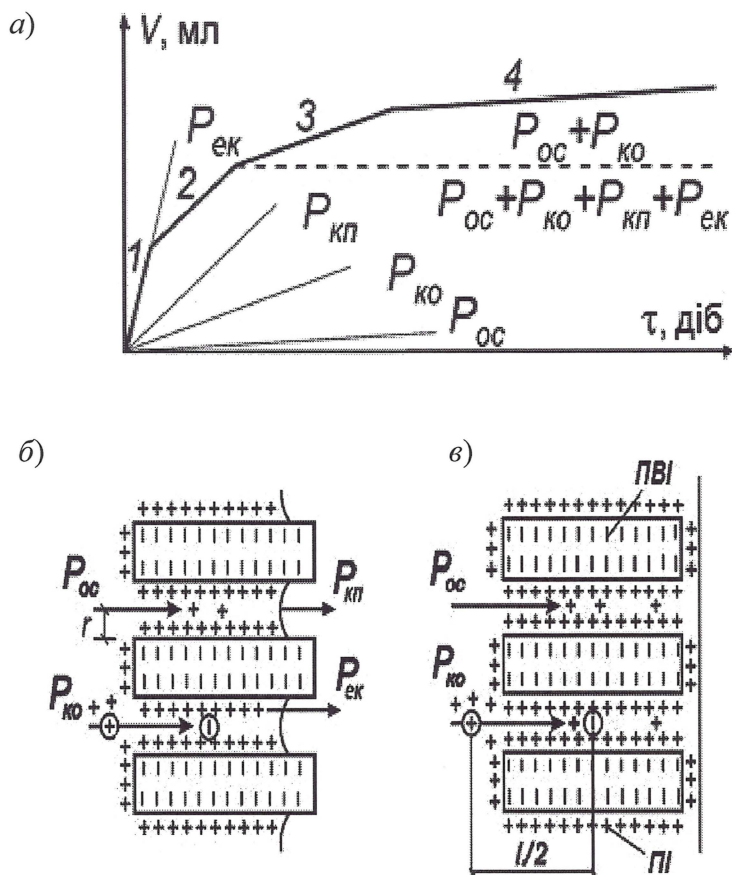 а)
V, мл
4
3
Pек
Pос+Pко
2
Pос+Pко+Pкп+Pек
Pкп
1
Pко
Pос
τ, діб
б)
в)
ПВІ
Pос
Pкп
r
Pек
Pко
Pос
Pко
l/2
ПІ